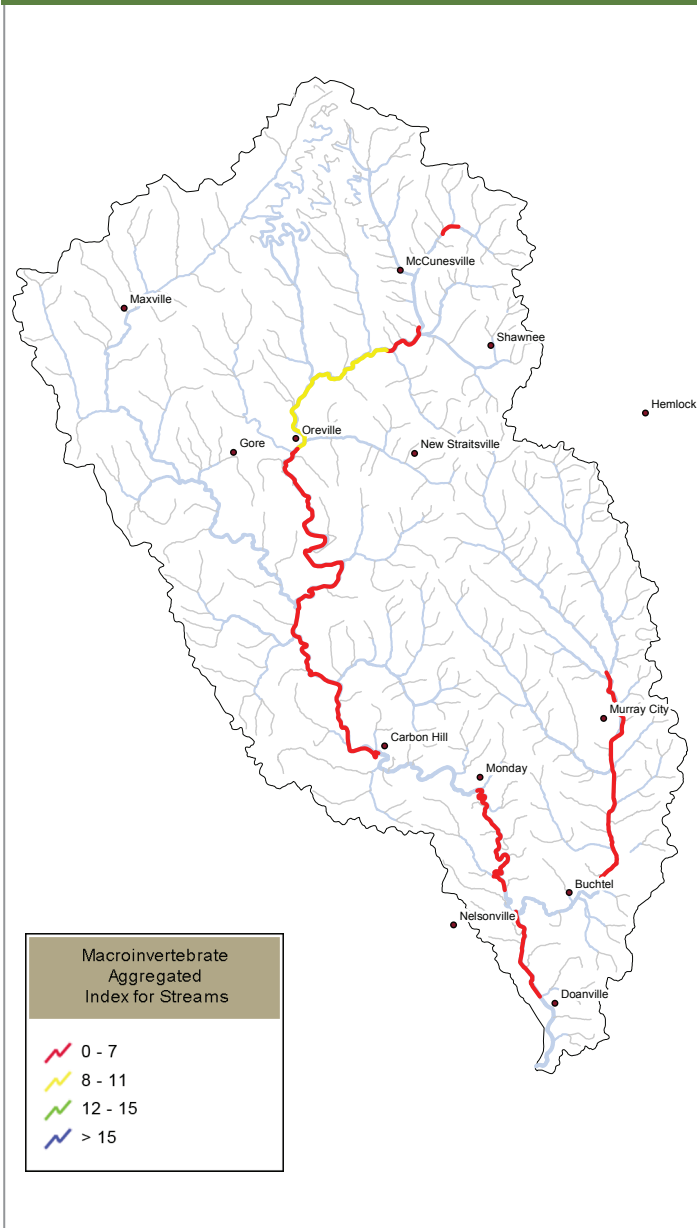 McCunesville
Maxville
Shawnee
Hemlock
Oreville
Gore
New Straitsville
Murray City
Carbon Hill
Monday
Buchtel
Nelsonville
Doanville
Macroinvertebrate
Aggregated
Index for Streams
0 - 7
8 - 11
12 - 15
> 15